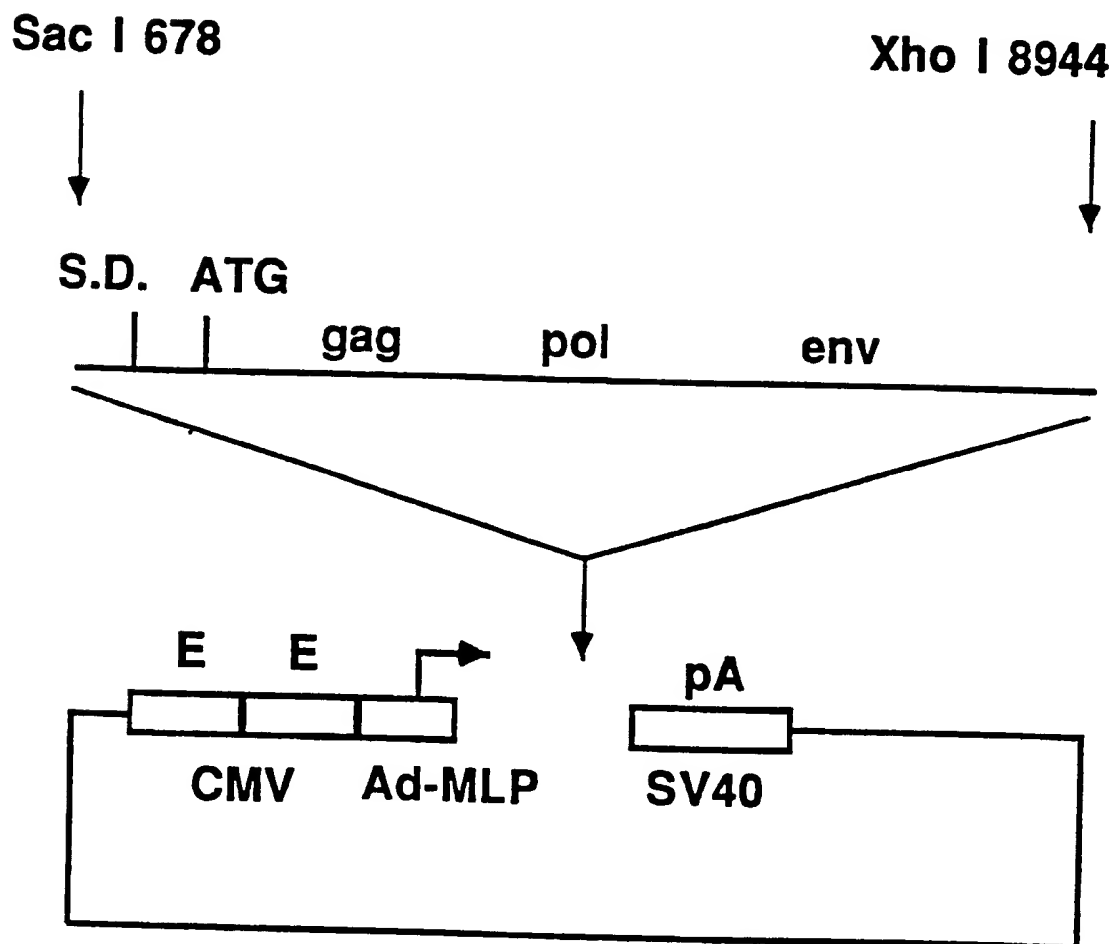 Sac I 678
Xho I 8944
S.D. ATG
gag pol env
E E
pA
CMV Ad-MLP SV40